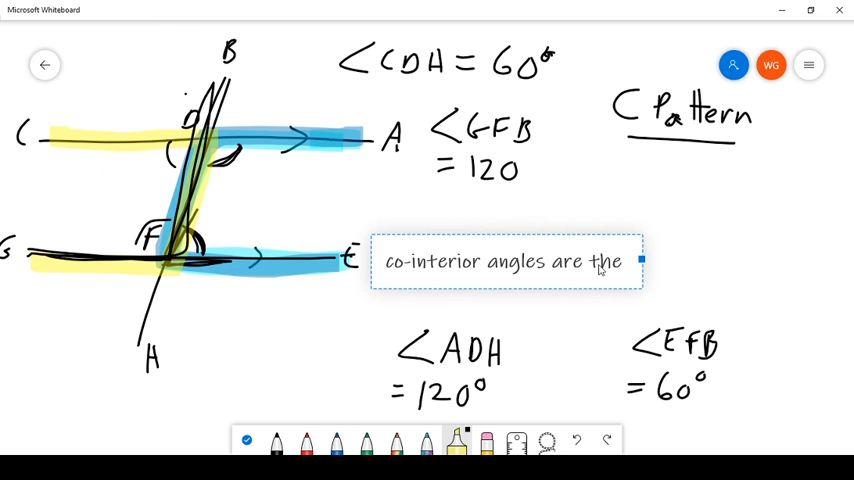 Microsoft Whiteboard
WG
B
<CDH = 60°
C Pattern
D
C
A
<GFB
= 120
F
G
E
co-interior angles are the
H
<ADH
= 120°
<EFB
= 60°